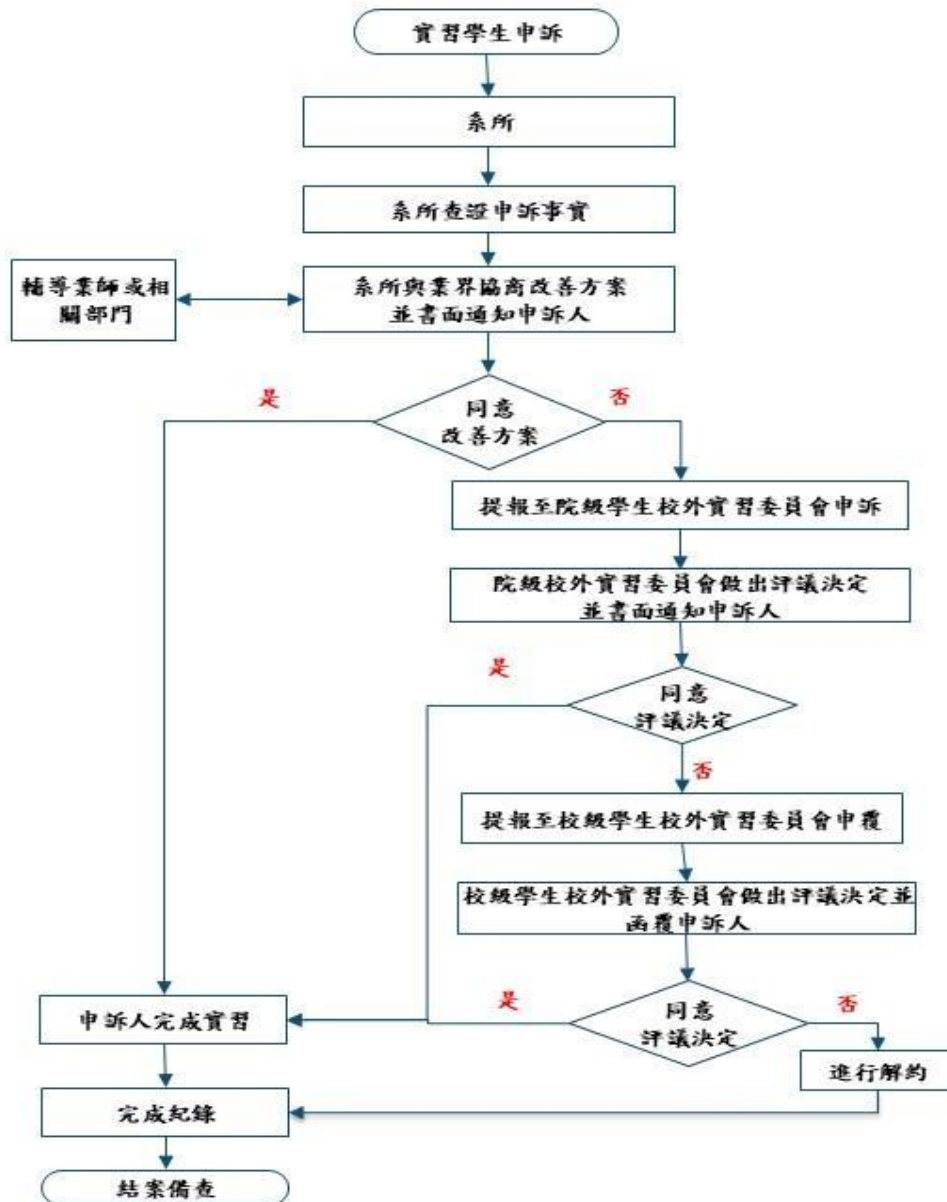 實習學生申訴
系所
系所查證申訴事實
輔導業師或相
關部門
系所與業界協商改善方案
並書面通知申訴人
是
同意
改善方案
否
提報至院級學生校外實習委員會申訴
院級校外實習委員會做出評議決定
並書面通知申訴人
是
同意
評議決定
否
提報至校級學生校外實習委員會申覆
校級學生校外實習委員會做出評議決定並
函覆申訴人
申訴人完成實習
是
同意
評議決定
否
進行解約
完成紀錄
結案備查